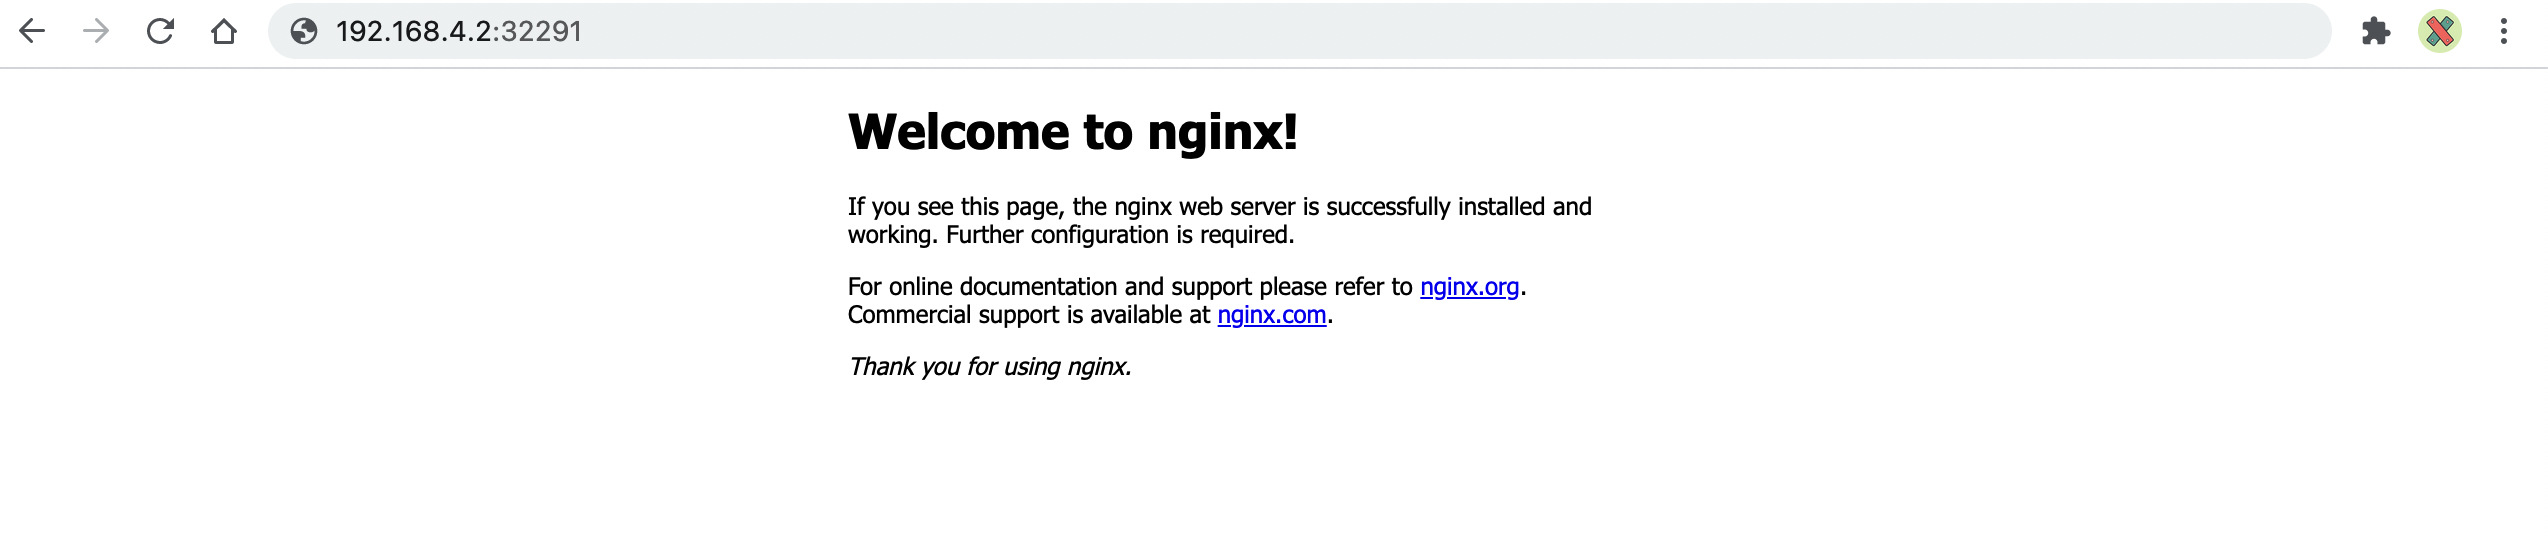 192.168.4.2:32291
Welcome to nginx!
If you see this page, the nginx web server is successfully installed and
working. Further configuration is required.
For online documentation and support please refer to nginx.org.
Commercial support is available at nginx.com.
Thank you for using nginx.